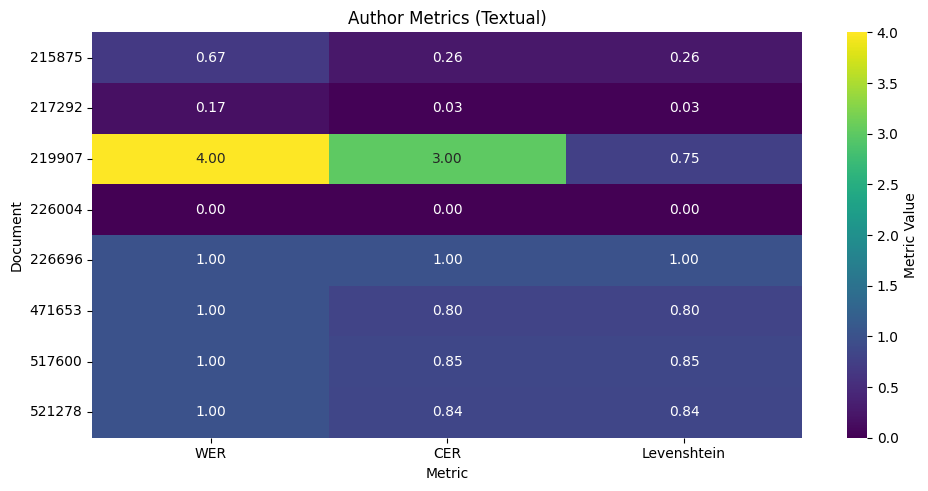 Author Metrics (Textual)
215875 0.67 0.26 0.26
217292 0.17 0.03 0.03
219907 4.00 3.00 0.75
226004 0.00 0.00 0.00
226696 1.00 1.00 1.00
471653 1.00 0.80 0.80
517600 1.00 0.85 0.85
521278 1.00 0.84 0.84
Document
WER CER Levenshtein
Metric
4.0
3.5
3.0
2.5
2.0
1.5
1.0
0.5
0.0
Metric Value